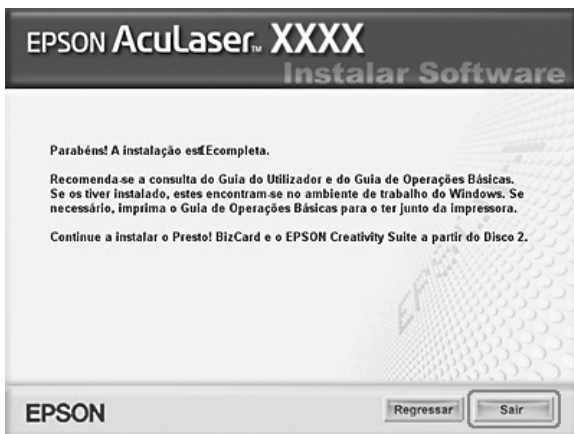 EPSON AcuLaser™ XXXX
Instalar Software
Parabéns! A instalação estŒcompleta.
Recomenda-se a consulta do Guia do Utilizador e do Guia de Operações Básicas.
Se os tiver instalado, estes encontram-se no ambiente de trabalho do Windows. Se
necessário, imprima o Guia de Operações Básicas para o ter junto da impressora.
Continue a instalar o Presto! BizCard e o EPSON Creativity Suite a partir do Disco 2.
EPSON
EPSON
Regressar
Sair